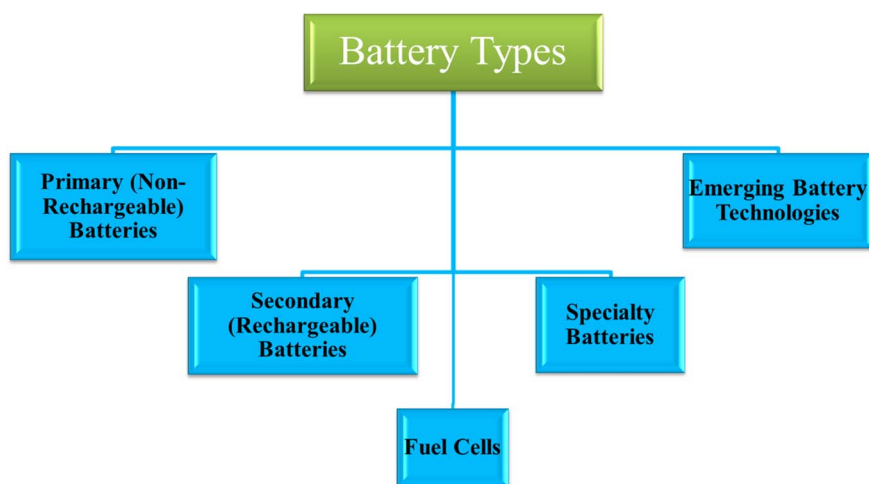 Battery Types
Primary (Non-
Rechargeable)
Batteries
Emerging Battery
Technologies
Secondary
(Rechargeable)
Batteries
Specialty
Batteries
Fuel Cells